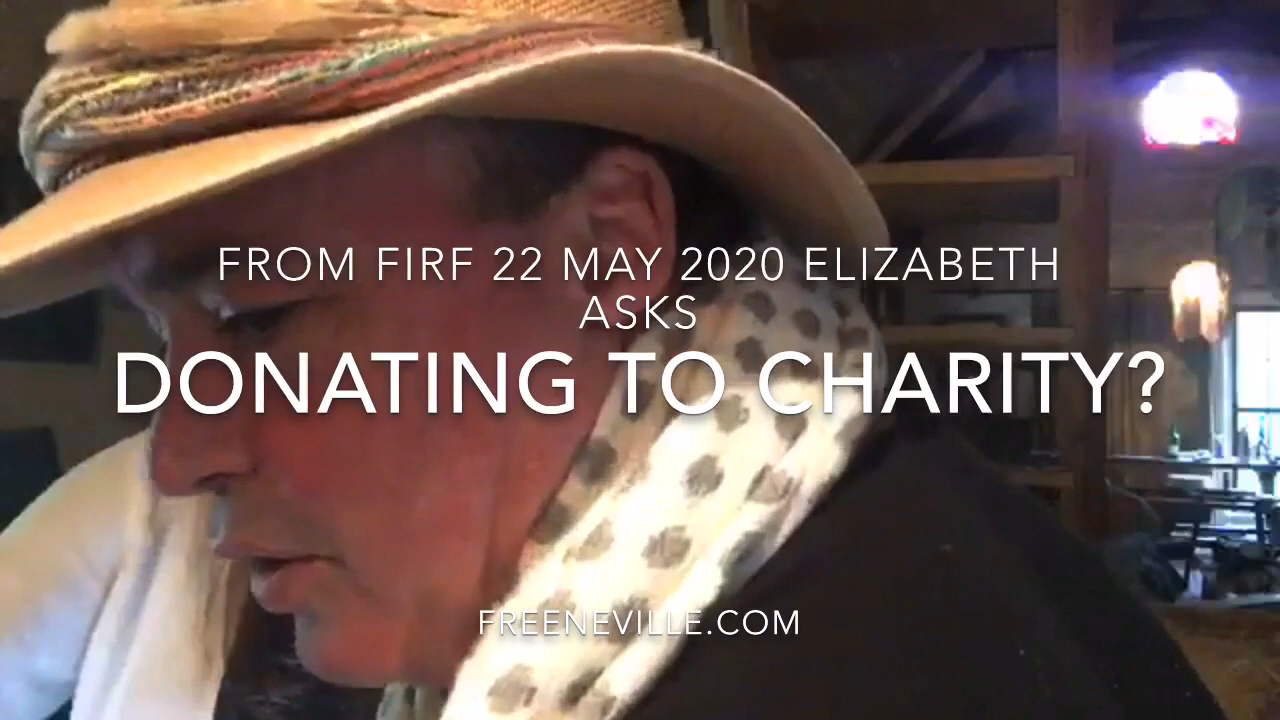 FROM FIRF 22 MAY 2020 ELIZABETH
ASKS
DONATING TO CHARITY?
FREENEVILLE.COM